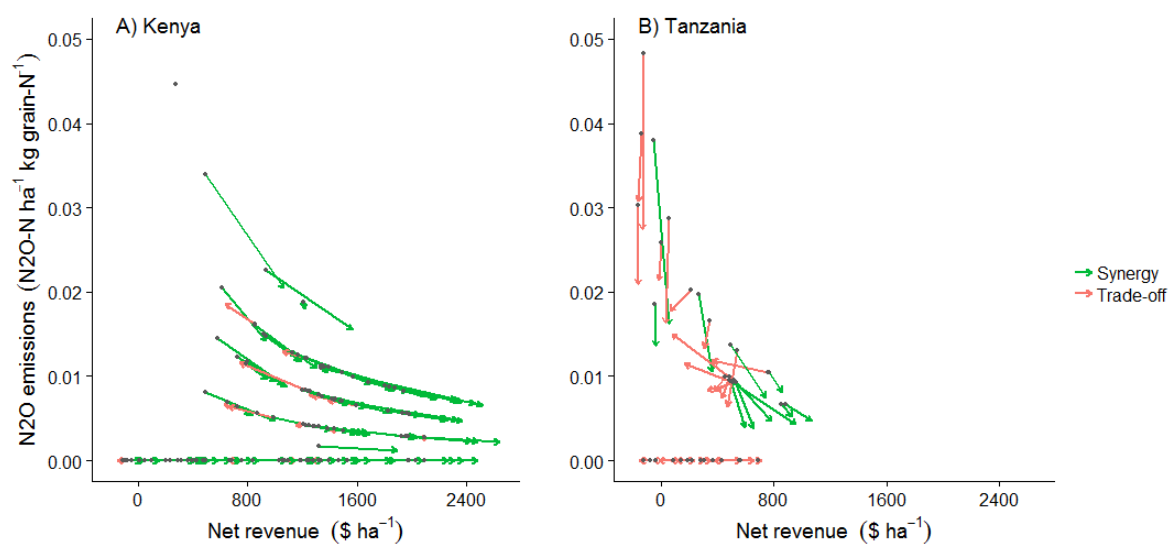 A) Kenya
B) Tanzania
N2O emissions (N2O-N ha⁻¹ kg grain-N⁻¹)
0.05
0.04
0.03
0.02
0.01
0.00
0.05
0.04
0.03
0.02
0.01
0.00
Synergy
Trade-off
0 800 1600 2400
0 800 1600 2400
Net revenue ($ ha⁻¹)
Net revenue ($ ha⁻¹)